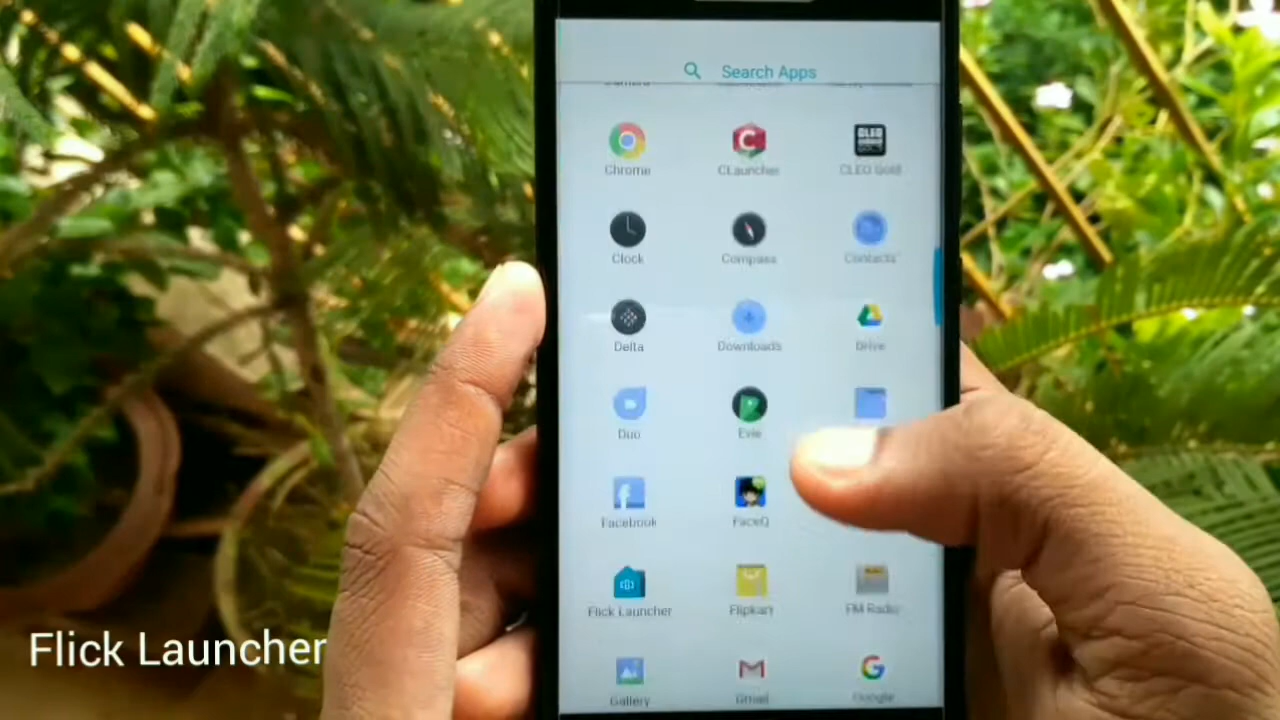 Search Apps
Chrome
CLauncher
CLEO Gold
Clock
Compass
Contacts
Delta
Downloads
Drive
Duo
Evie
Facebook
FaceQ
Flick Launcher
Flipkart
FM Radio
Gallery
Gmail
Google
Flick Launcher